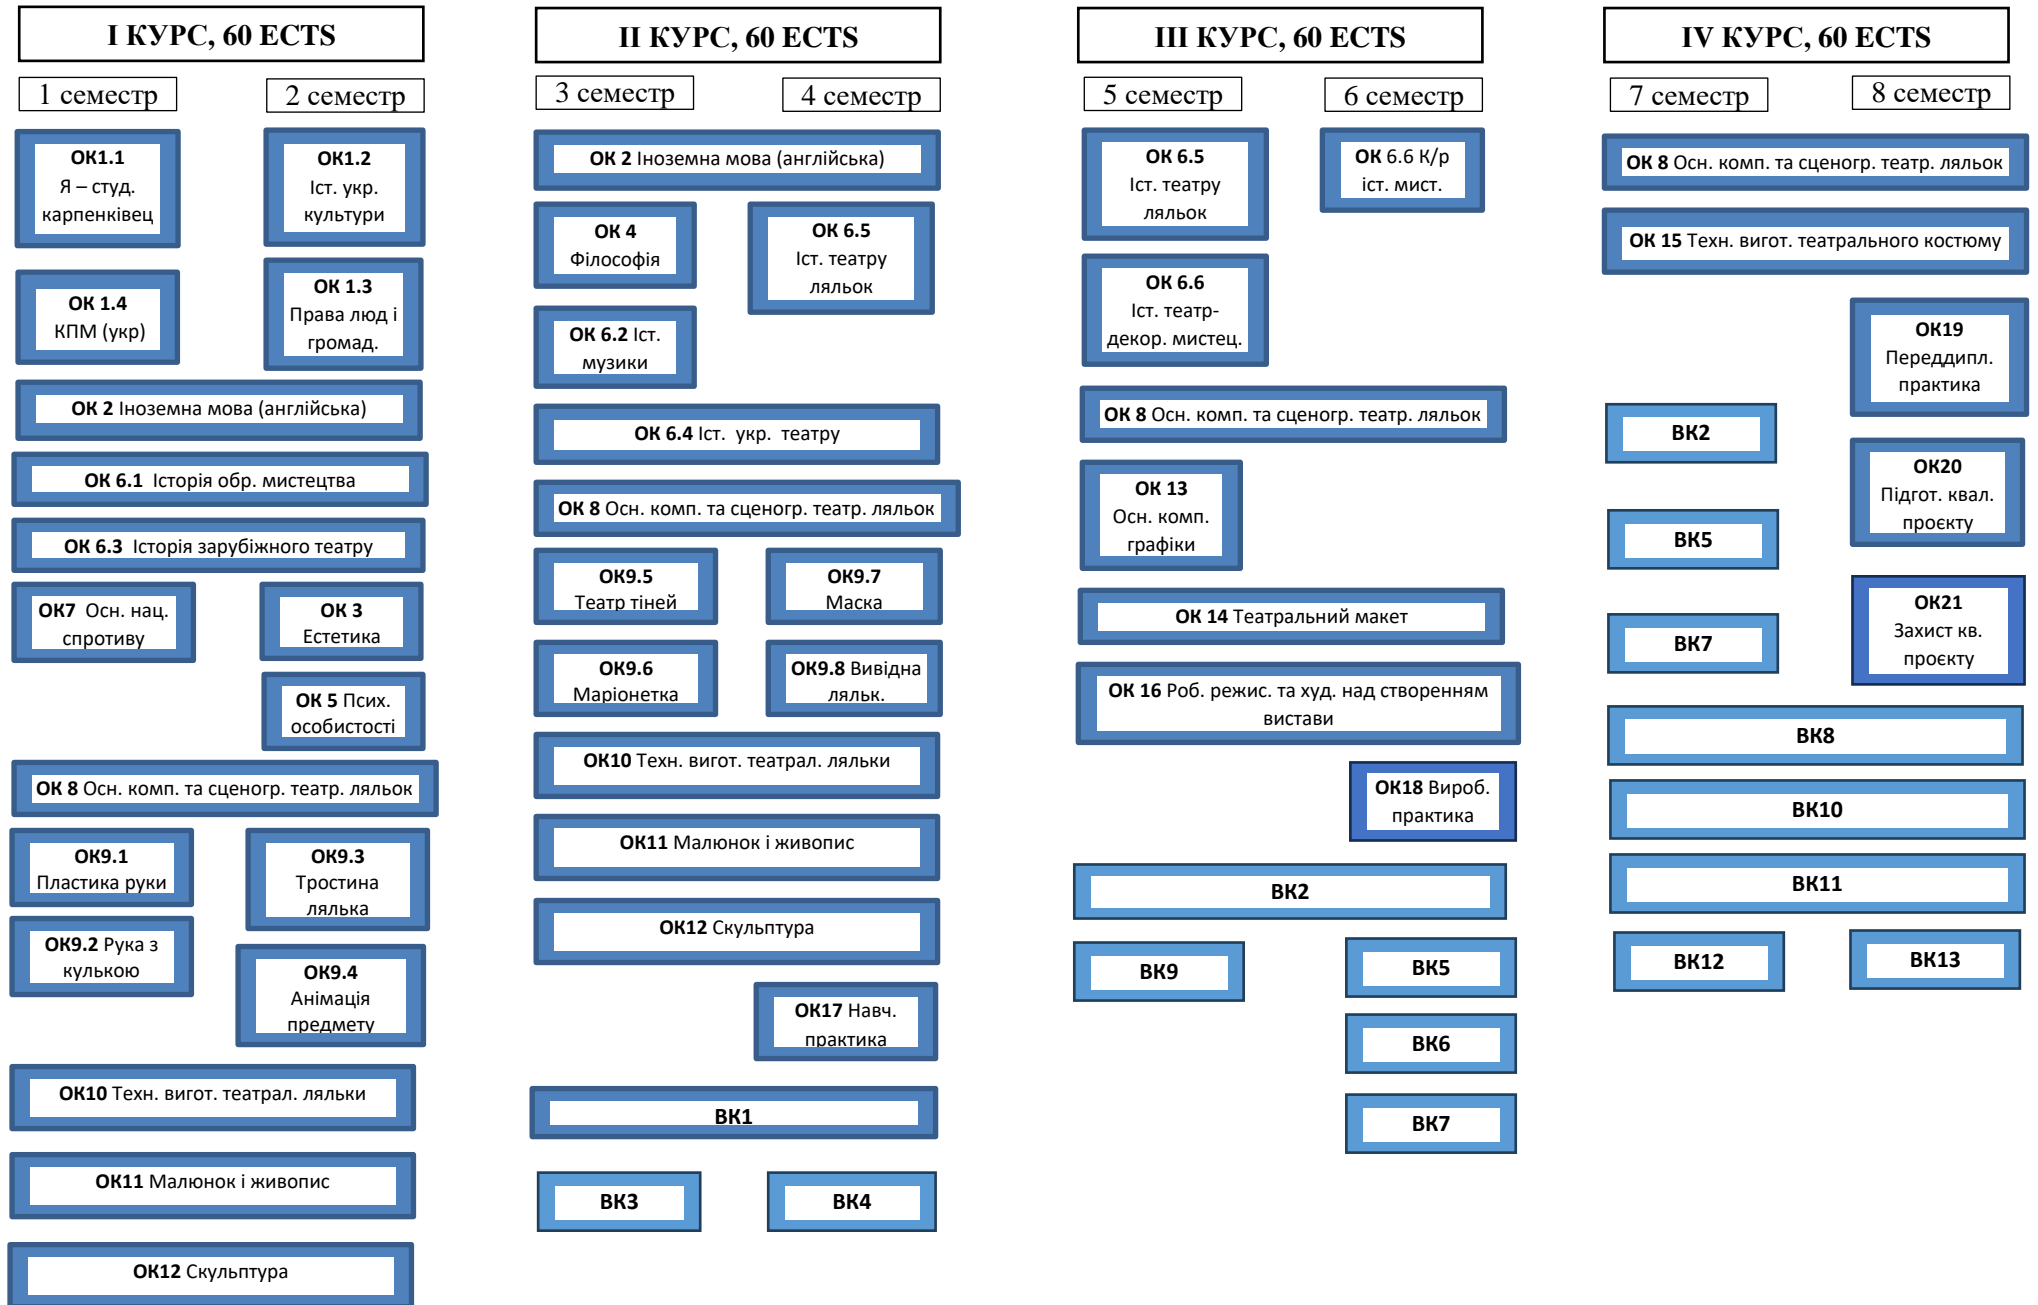 І КУРС, 60 ECTS
1 семестр
2 семестр
ОК1.1
Я – студ.
карпенківец
ОК1.2
Іст. укр.
культури
ОК 1.4
КПМ (укр)
ОК 1.3
Права люд і
громад.
ОК 2 Іноземна мова (англійська)
ОК 6.1 Історія обр. мистецтва
ОК 6.3 Історія зарубіжного театру
ОК7 Осн. нац.
спротиву
ОК 3
Естетика
ОК 5 Псих.
особистості
ОК 8 Осн. комп. та сценогр. театр. ляльок
ОК9.1
Пластика руки
ОК9.3
Тростина
лялька
ОК9.2 Рука з
кулькою
ОК9.4
Анімація
предмету
ОК10 Техн. вигот. театрал. ляльки
ОК11 Малюнок і живопис
ОК12 Скульптура
ІІ КУРС, 60 ECTS
3 семестр
4 семестр
ОК 2 Іноземна мова (англійська)
ОК 4
Філософія
ОК 6.5
Іст. театру
ляльок
ОК 6.2 Іст.
музики
ОК 6.4 Іст. укр. театру
ОК 8 Осн. комп. та сценогр. театр. ляльок
ОК9.5
Театр тіней
ОК9.7
Маска
ОК9.6
Маріонетка
ОК9.8 Вивідна
ляльк.
ОК10 Техн. вигот. театрал. ляльки
ОК11 Малюнок і живопис
ОК12 Скульптура
ОК17 Навч.
практика
ВК1
ВК3
ВК4
ІІІ КУРС, 60 ECTS
5 семестр
6 семестр
ОК 6.5
Іст. театру
ляльок
ОК 6.6 К/р
іст. мист.
ОК 6.6
Іст. театр-
декор. мистец.
ОК 8 Осн. комп. та сценогр. театр. ляльок
ОК 13
Осн. комп.
графіки
ОК 14 Театральний макет
ОК 16 Роб. режис. та худ. над створенням
вистави
ОК18 Вироб.
практика
ВК2
ВК9
ВК5
ВК6
ВК7
IV КУРС, 60 ECTS
7 семестр
8 семестр
ОК 8 Осн. комп. та сценогр. театр. ляльок
ОК 15 Техн. вигот. театрального костюму
ОК19
Переддипл.
практика
ВК2
ОК20
Підгот. квал.
проєкту
ВК5
ОК21
Захист кв.
проєкту
ВК7
ВК8
ВК10
ВК11
ВК12
ВК13